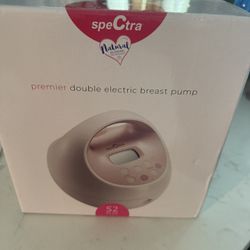 speCtra
Natural
premier double electric breast pump
S2